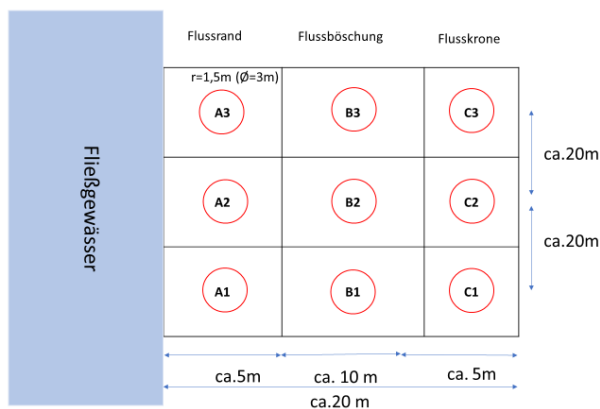 Flussrand Flussböschung Flusskrone
r=1,5m (Ø=3m)
A3 B3 C3
ca.20m
Fließgewässer
A2 B2 C2
ca.20m
A1 B1 C1
ca.5m ca. 10 m ca. 5m
ca.20 m